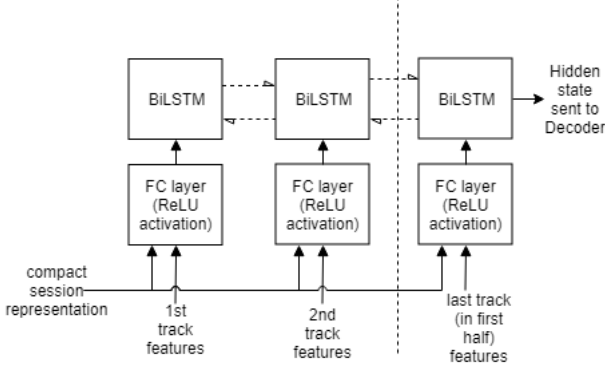 BiLSTM
BiLSTM
BiLSTM
Hidden
state
sent to
Decoder
FC layer
(ReLU
activation)
FC layer
(ReLU
activation)
FC layer
(ReLU
activation)
compact
session
representation
1st
track
features
2nd
track
features
last track
(in first
half)
features